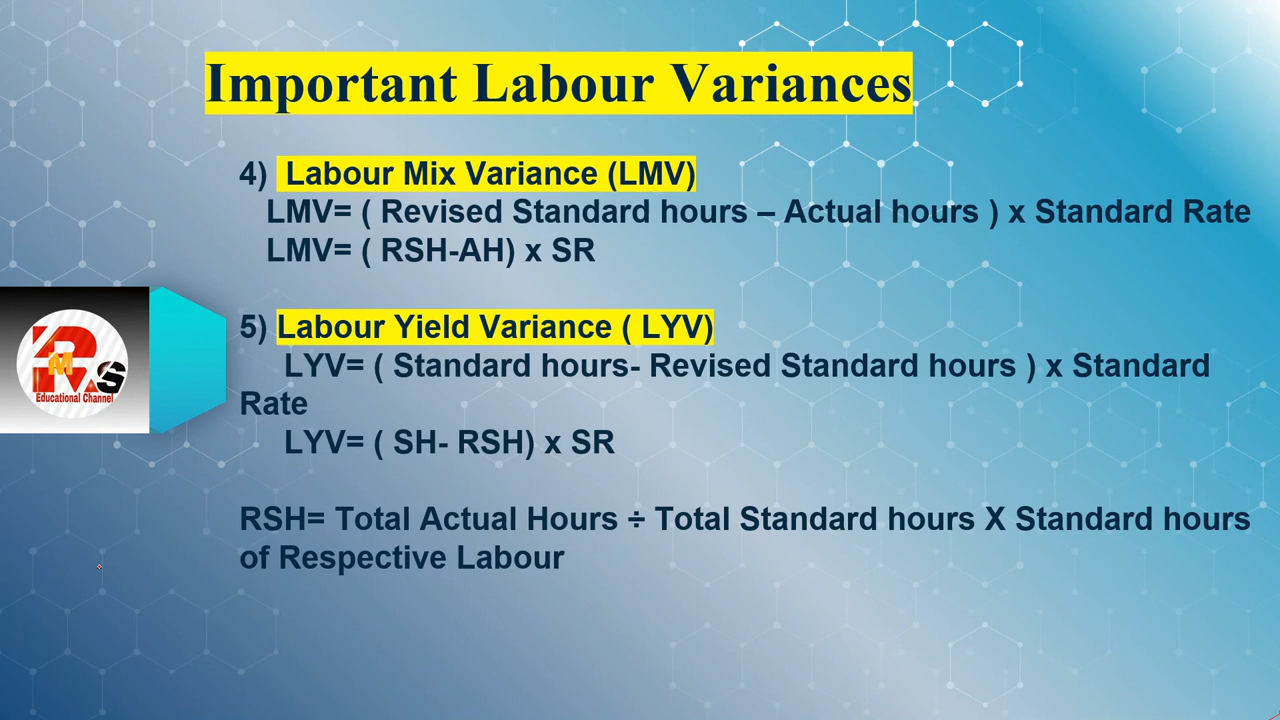 Important Labour Variances
4) Labour Mix Variance (LMV)
LMV= ( Revised Standard hours – Actual hours ) x Standard Rate
LMV= ( RSH-AH) x SR
5) Labour Yield Variance ( LYV)
LYV= ( Standard hours- Revised Standard hours ) x Standard
Rate
LYV= ( SH- RSH) x SR
RSH= Total Actual Hours ÷ Total Standard hours X Standard hours
of Respective Labour
Educational Channel